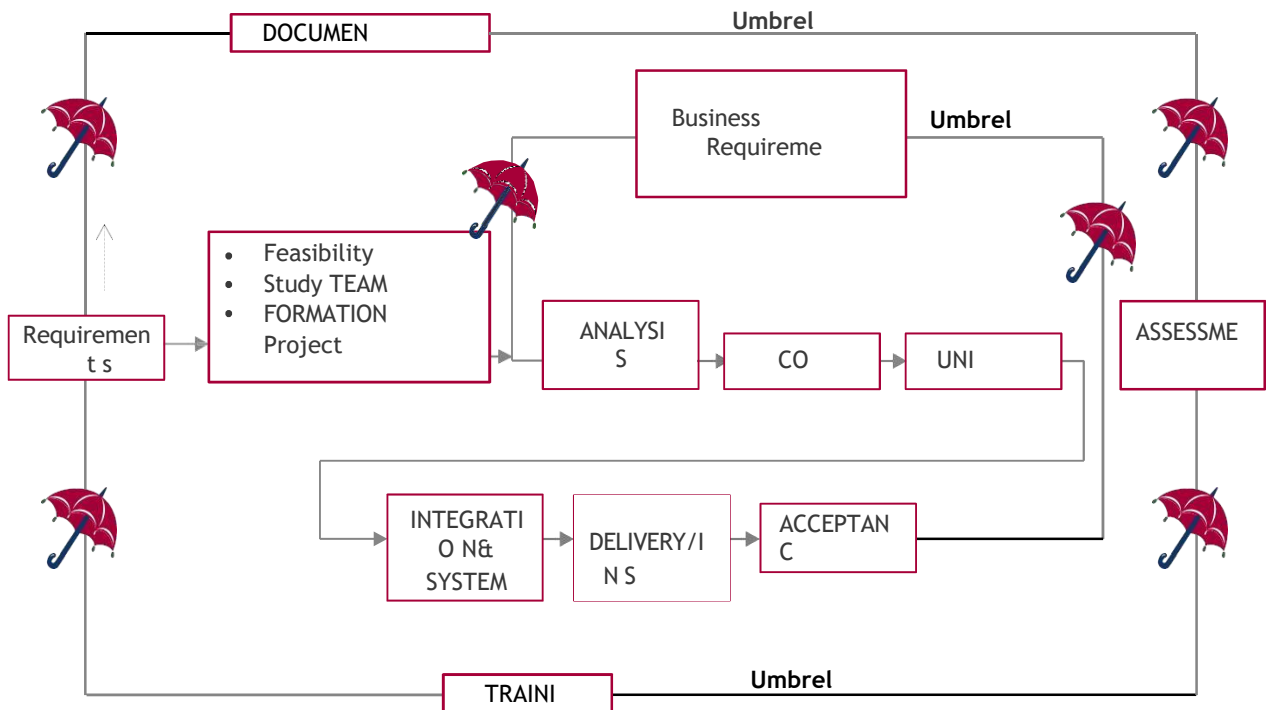 Umbrel
DOCUMEN
Business
Requireme
Umbrel
• Feasibility
• Study TEAM
• FORMATION
Project
Requiremen
t s
ANALYSI
S
CO
UNI
ASSESSME
INTEGRATI
O N&
SYSTEM
DELIVERY/I
N S
ACCEPTAN
C
Umbrel
TRAINI